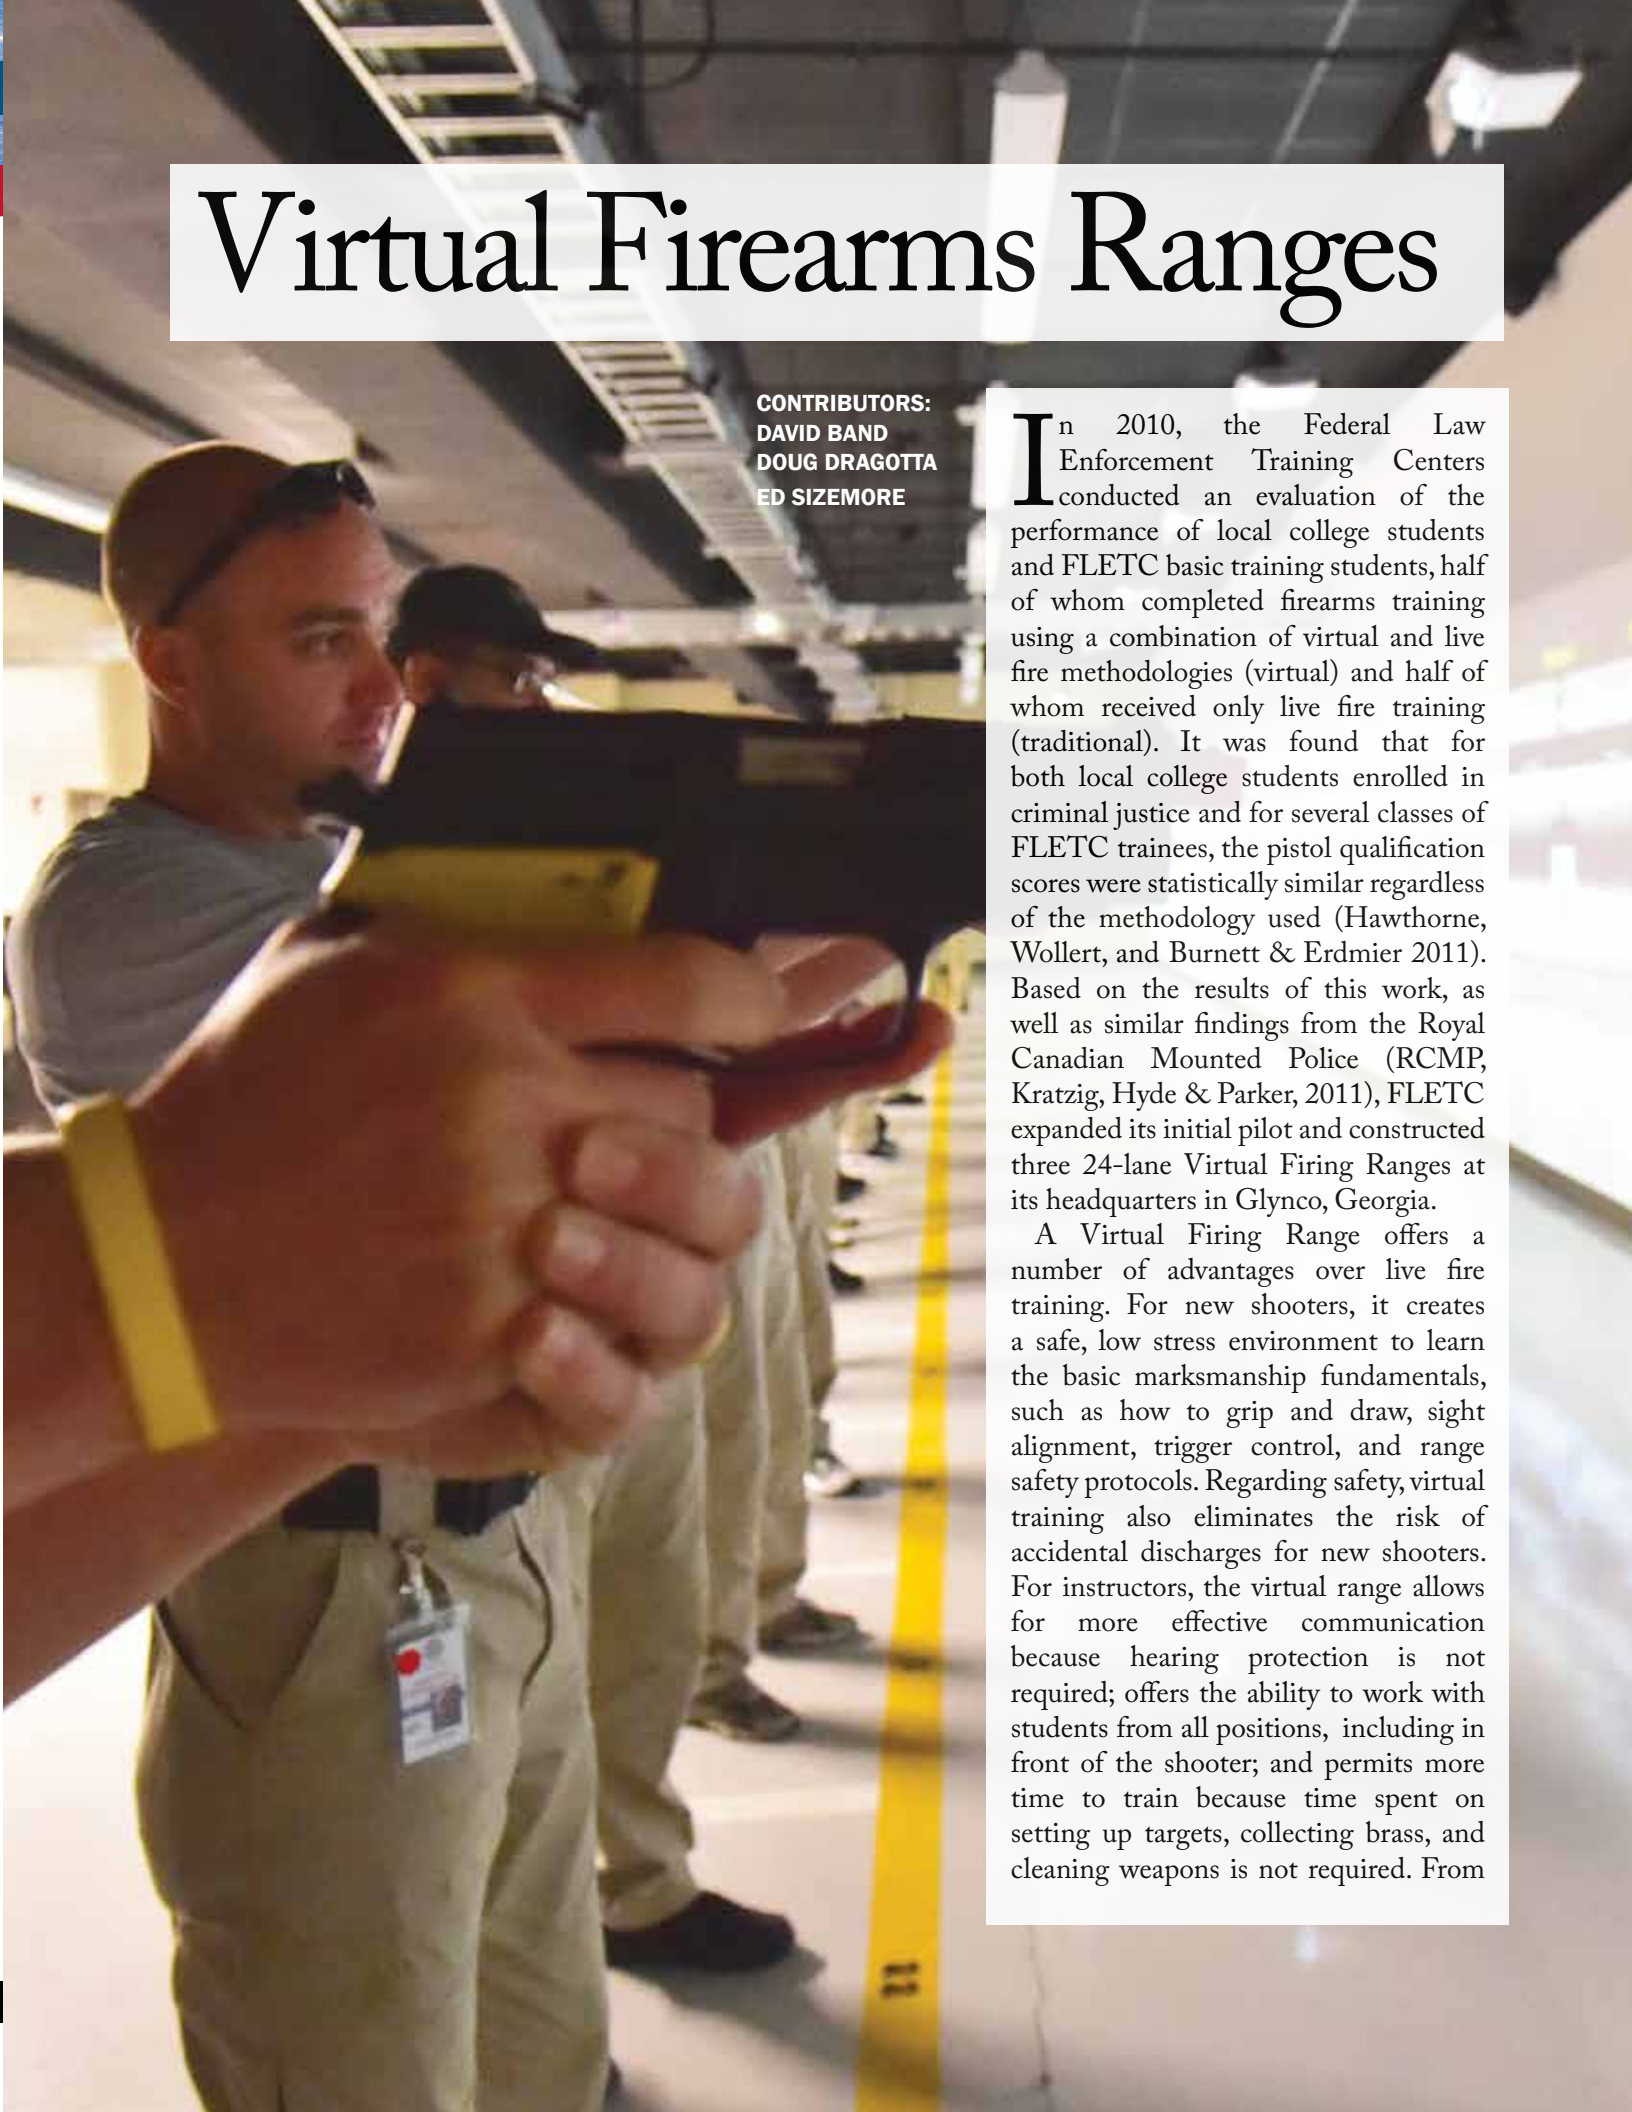 Virtual Firearms Ranges
CONTRIBUTORS:
DAVID BAND
DOUG DRAGOTTA
ED SIZEMORE
In 2010, the Federal Law
Enforcement Training Centers
conducted an evaluation of the
performance of local college students
and FLETC basic training students, half
of whom completed firearms training
using a combination of virtual and live
fire methodologies (virtual) and half of
whom received only live fire training
(traditional). It was found that for
both local college students enrolled in
criminal justice and for several classes of
FLETC trainees, the pistol qualification
scores were statistically similar regardless
of the methodology used (Hawthorne,
Wollert, and Burnett & Erdmier 2011).
Based on the results of this work, as
well as similar findings from the Royal
Canadian Mounted Police (RCMP,
Kratzig, Hyde & Parker, 2011), FLETC
expanded its initial pilot and constructed
three 24-lane Virtual Firing Ranges at
its headquarters in Glynco, Georgia.
A Virtual Firing Range offers a
number of advantages over live fire
training. For new shooters, it creates
a safe, low stress environment to learn
the basic marksmanship fundamentals,
such as how to grip and draw, sight
alignment, trigger control, and range
safety protocols. Regarding safety, virtual
training also eliminates the risk of
accidental discharges for new shooters.
For instructors, the virtual range allows
for more effective communication
because hearing protection is not
required; offers the ability to work with
students from all positions, including in
front of the shooter; and permits more
time to train because time spent on
setting up targets, collecting brass, and
cleaning weapons is not required. From